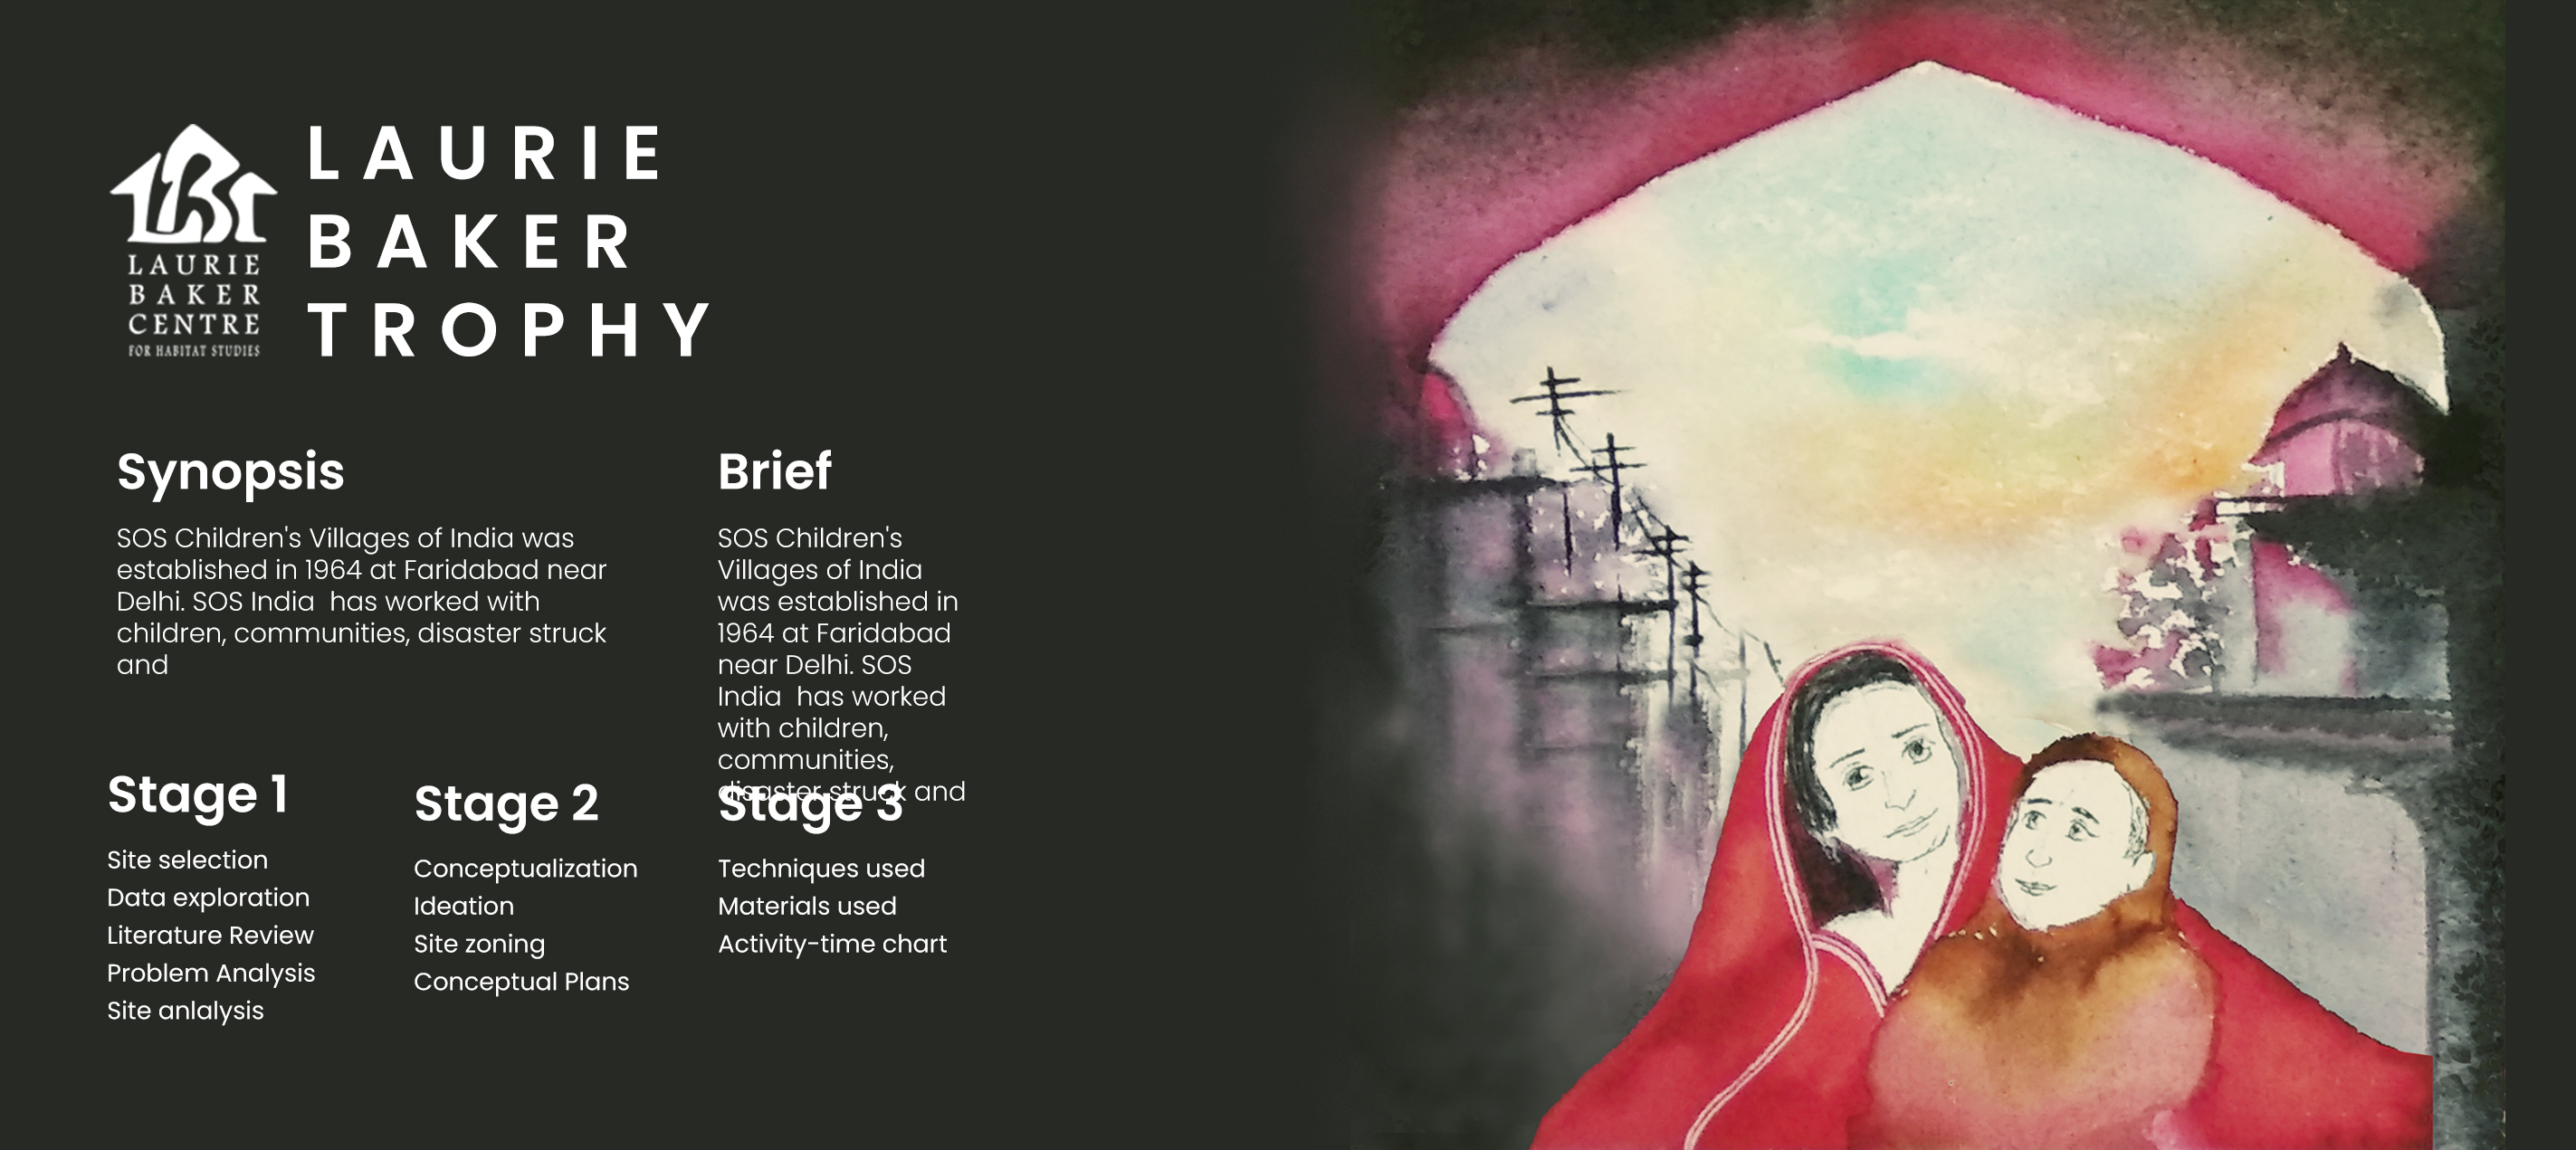 LAURIE
BAKER
CENTRE
FOR HABITAT STUDIES
LAURIE
BAKER
TROPHY
Synopsis
SOS Children's Villages of India was
established in 1964 at Faridabad near
Delhi. SOS India  has worked with
children, communities, disaster struck
and
Brief
SOS Children's
Villages of India
was established in
1964 at Faridabad
near Delhi. SOS
India  has worked
with children,
communities,
disaster struck and
Stage 1
Site selection
Data exploration
Literature Review
Problem Analysis
Site anlalysis
Stage 2
Conceptualization
Ideation
Site zoning
Conceptual Plans
Stage 3
Techniques used
Materials used
Activity-time chart